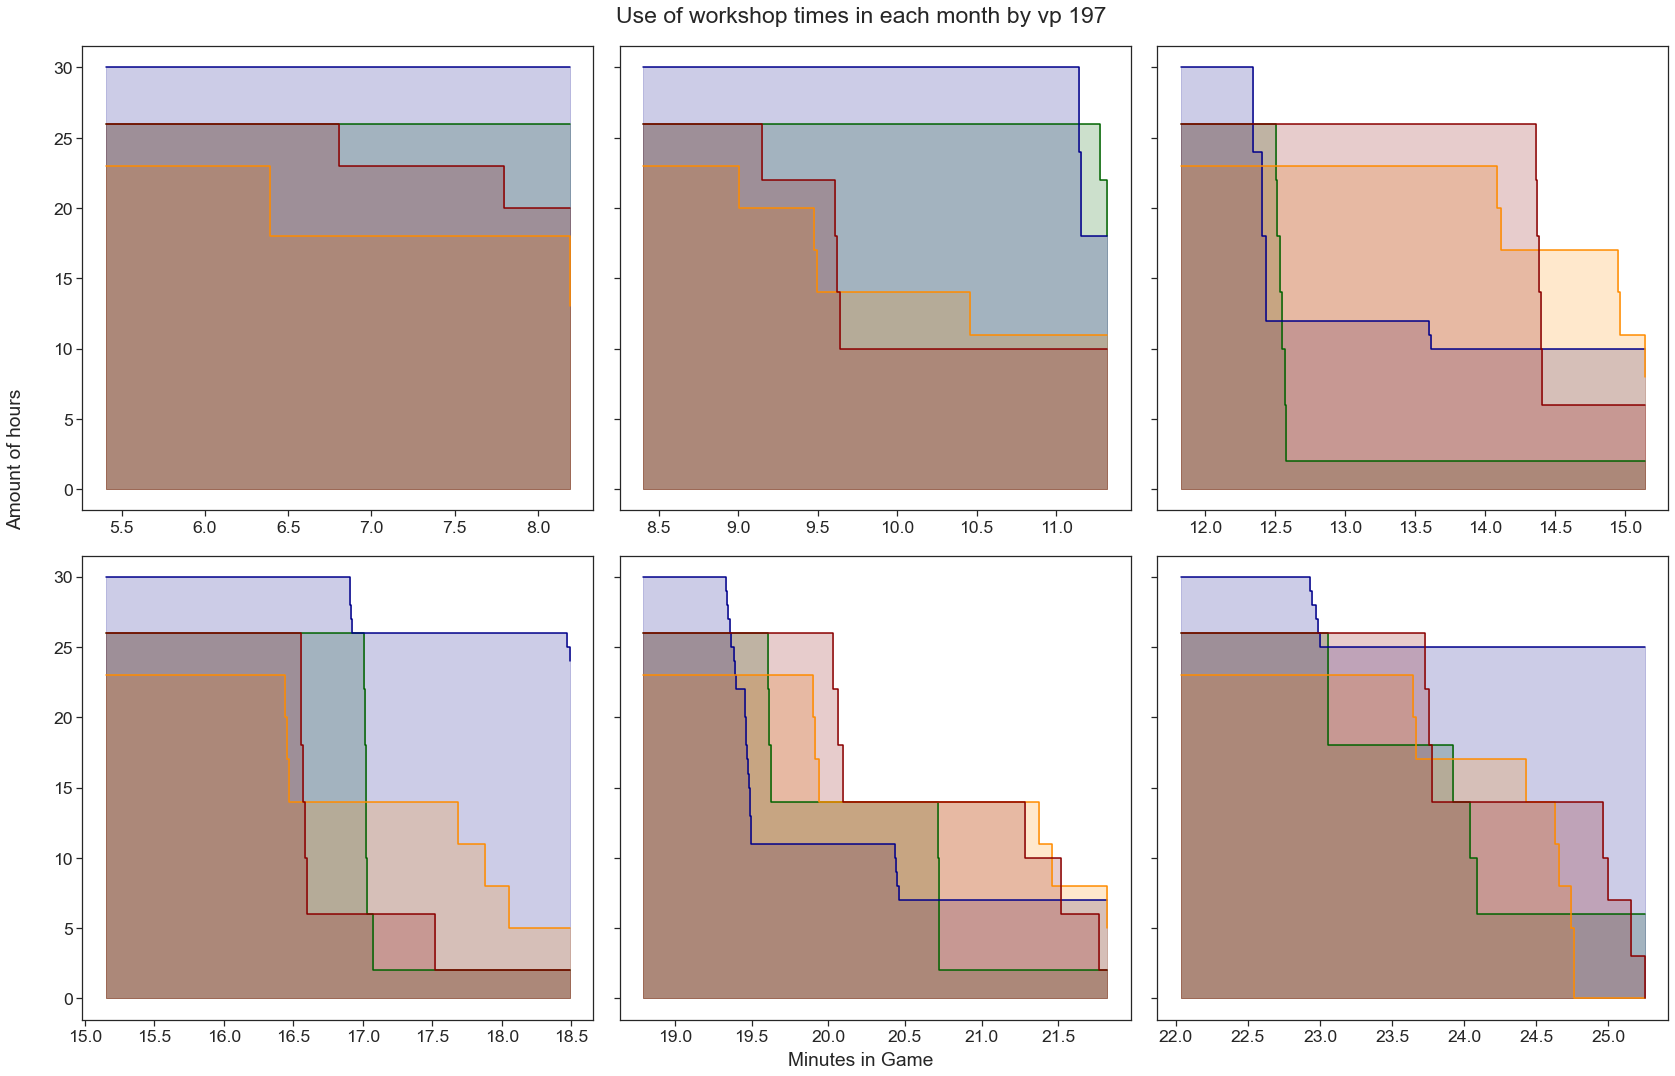 Use of workshop times in each month by vp 197
Amount of hours
30
25
20
15
10
5
0
5.5 6.0 6.5 7.0 7.5 8.0
8.5 9.0 9.5 10.0 10.5 11.0
12.0 12.5 13.0 13.5 14.0 14.5 15.0
30
25
20
15
10
5
0
15.0 15.5 16.0 16.5 17.0 17.5 18.0 18.5
19.0 19.5 20.0 20.5 21.0 21.5
22.0 22.5 23.0 23.5 24.0 24.5 25.0
Minutes in Game